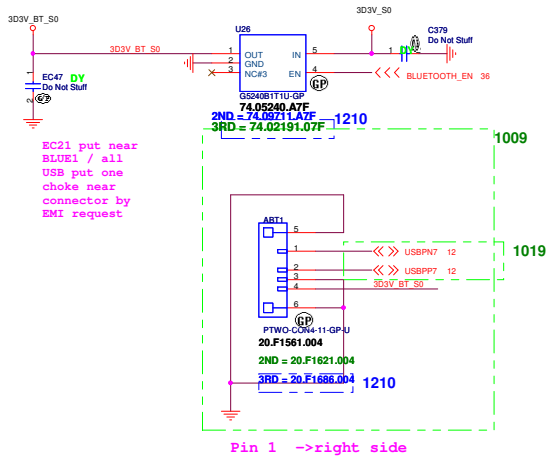 3D3V_BT_S0
3D3V_S0
3D3V_BT_S0
U26
1 OUT IN 5
2 GND
3 NC#3 EN 4
G5240B1T1U-GP
74.05240.A7F
2ND = 74.09711.A7F
3RD = 74.02191.07F
1210
GP
C379
Do Not Stuff
DY
BLUETOOTH_EN 36
EC47 DY
Do Not Stuff
1
2
EC21 put near
BLUE1 / all
USB put one
choke near
connector by
EMI request
1009
ABT1
5
1 USBPN7 12
2 USBPP7 12
3
4 3D3V_BT_S0
6
1019
GP
PTWO-CON4-11-GP-U
20.F1561.004
2ND = 20.F1621.004
3RD = 20.F1686.004
1210
Pin 1 ->right side